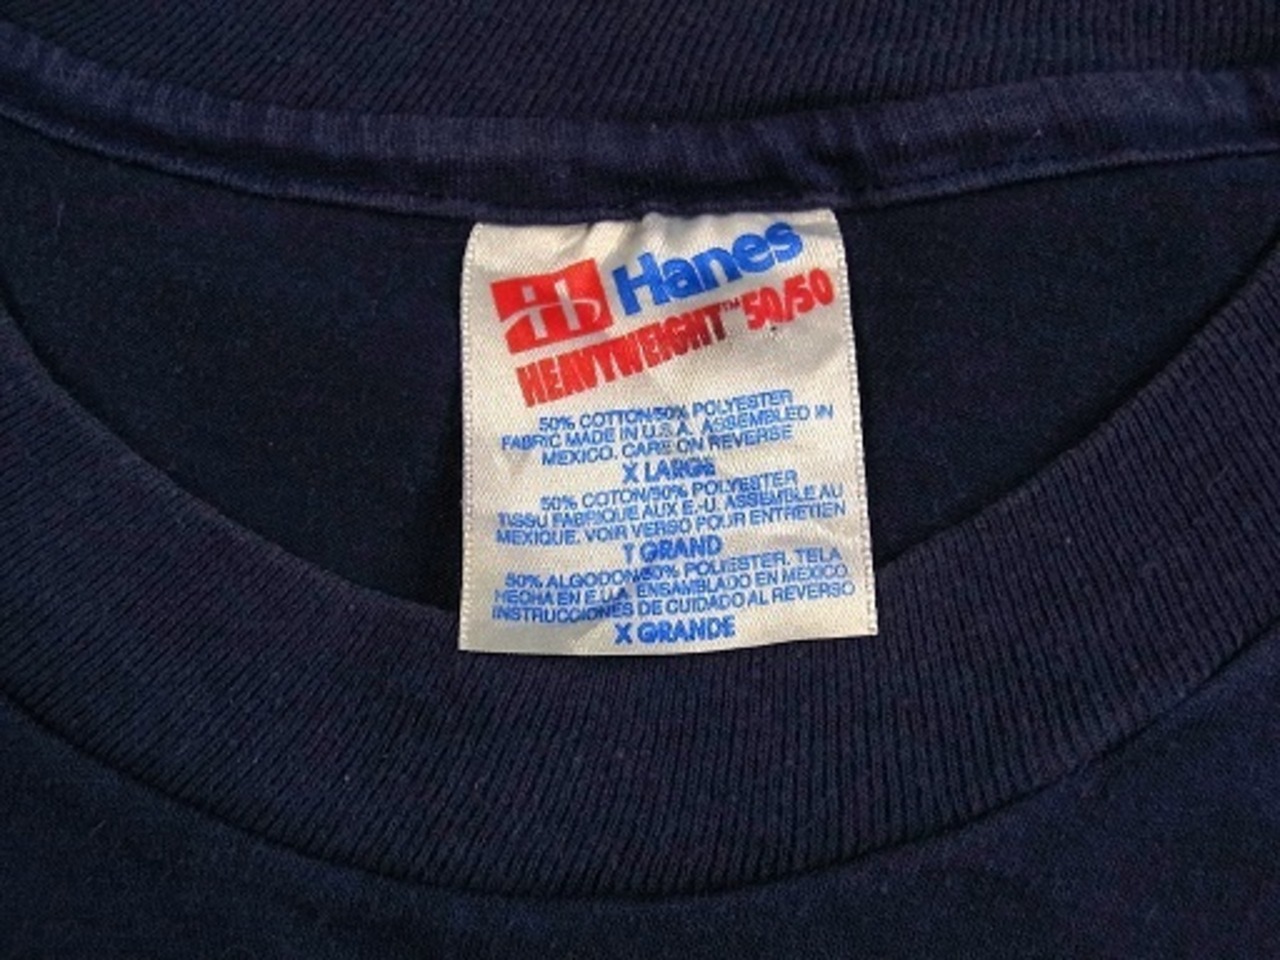 Hanes
HEAVYWEIGHT™ 50/50
50% COTTON/50% POLYESTER
FABRIC MADE IN U.S.A. ASSEMBLED IN
MEXICO. CARE ON REVERSE
X LARGE
50% COTON/50% POLYESTER
TISSU FABRIQUE AUX E.-U. ASSEMBLE AU
MEXIQUE. VOIR VERSO POUR ENTRETIEN
T GRAND
50% ALGODON/50% POLIESTER. TELA
HECHA EN E.U.A. ENSAMBLADO EN MEXICO
INSTRUCCIONES DE CUIDADO AL REVERSO
X GRANDE